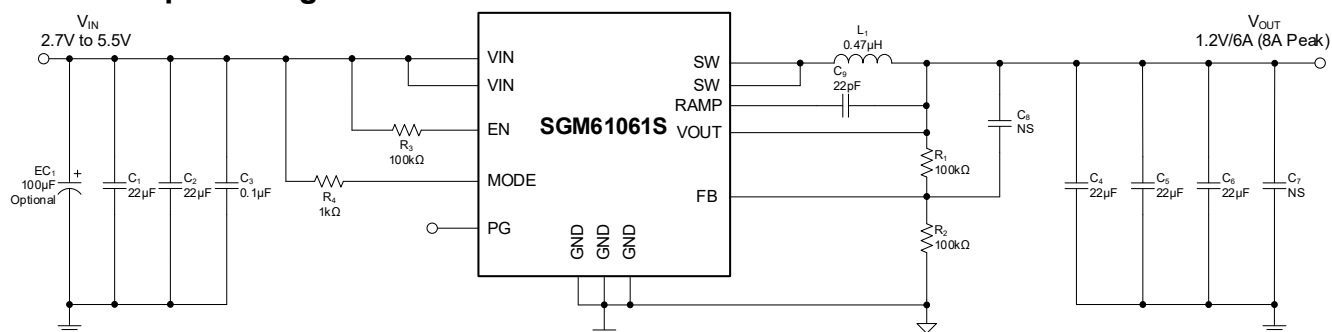 V_IN
2.7V to 5.5V
EC₁
100µF
Optional
+
C₁
22µF
C₂
22µF
C₃
0.1µF
R₃
100kΩ
R₄
1kΩ
VIN
VIN
EN
MODE
PG
SGM61061S
GND
GND
GND
SW
SW
RAMP
VOUT
FB
L₁
0.47µH
C₉
22pF
C₈
NS
R₁
100kΩ
R₂
100kΩ
C₄
22µF
C₅
22µF
C₆
22µF
C₇
NS
V_OUT
1.2V/6A (8A Peak)